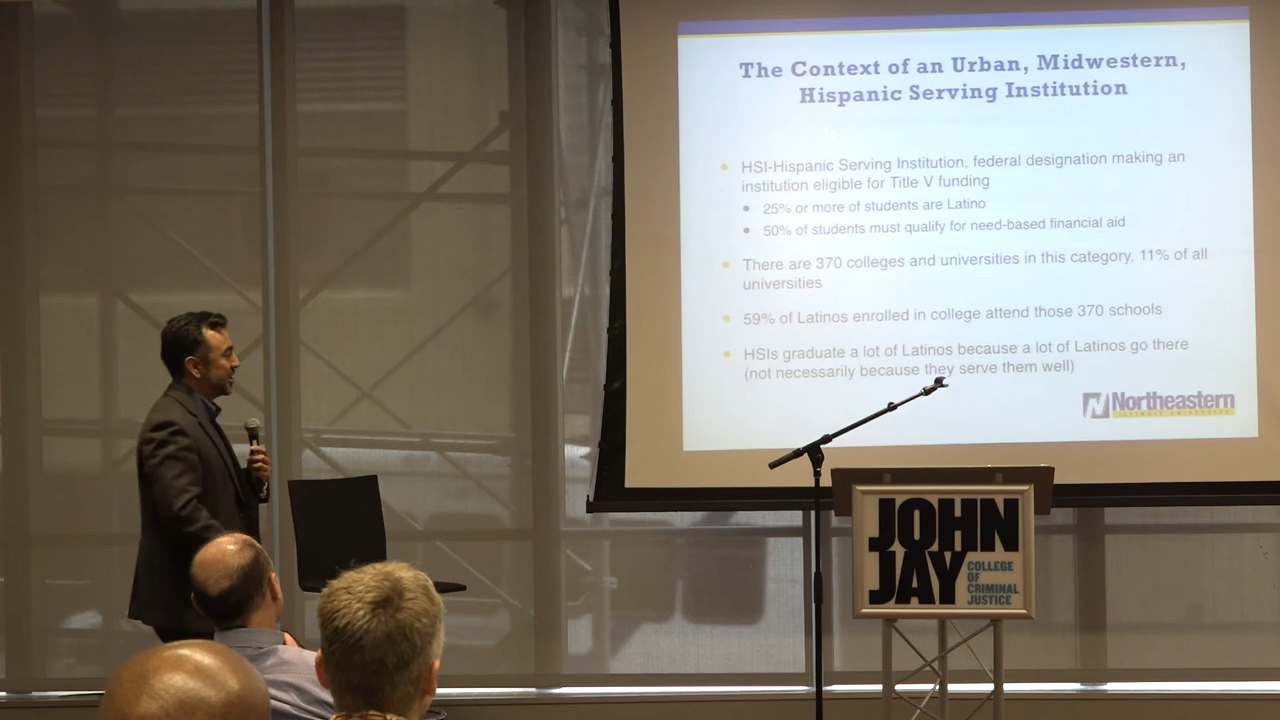 The Context of an Urban, Midwestern,
Hispanic Serving Institution
HSI-Hispanic Serving Institution, federal designation making an
institution eligible for Title V funding
25% or more of students are Latino
50% of students must qualify for need-based financial aid
There are 370 colleges and universities in this category, 11% of all
universities
59% of Latinos enrolled in college attend those 370 schools
HSIs graduate a lot of Latinos because a lot of Latinos go there
(not necessarily because they serve them well)
N Northeastern
ILLINOIS UNIVERSITY
JOHN
JAY
COLLEGE
OF
CRIMINAL
JUSTICE